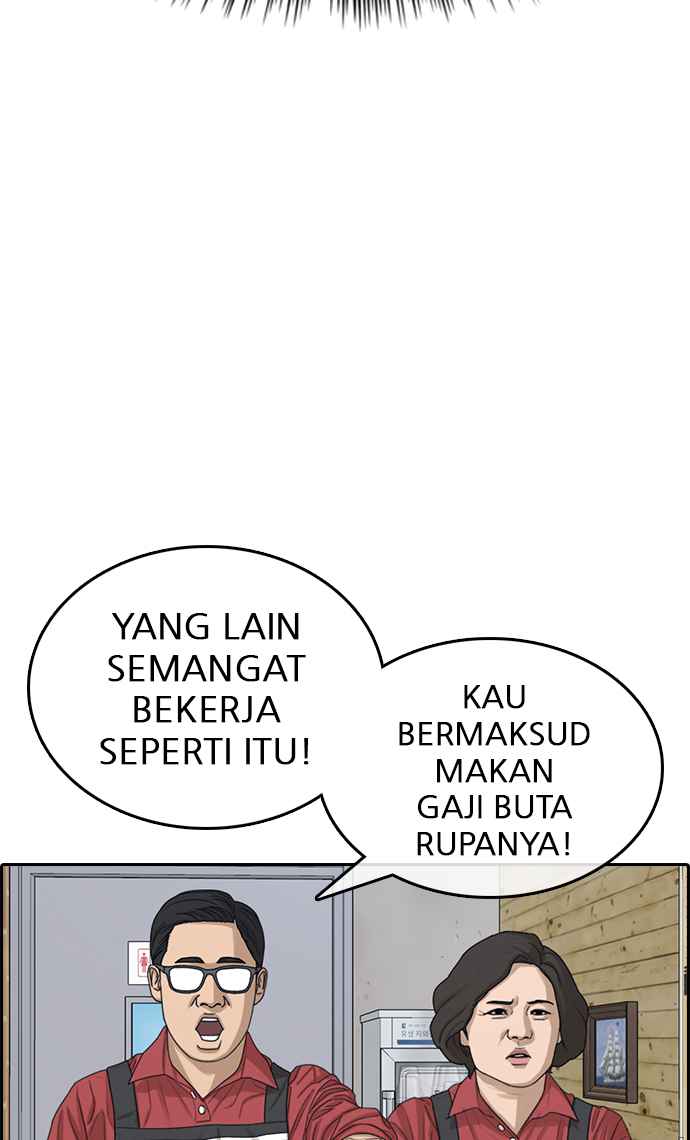 YANG LAIN
SEMANGAT
BEKERJA
SEPERTI ITU!
KAU
BERMAKSUD
MAKAN
GAJI BUTA
RUPANYA!